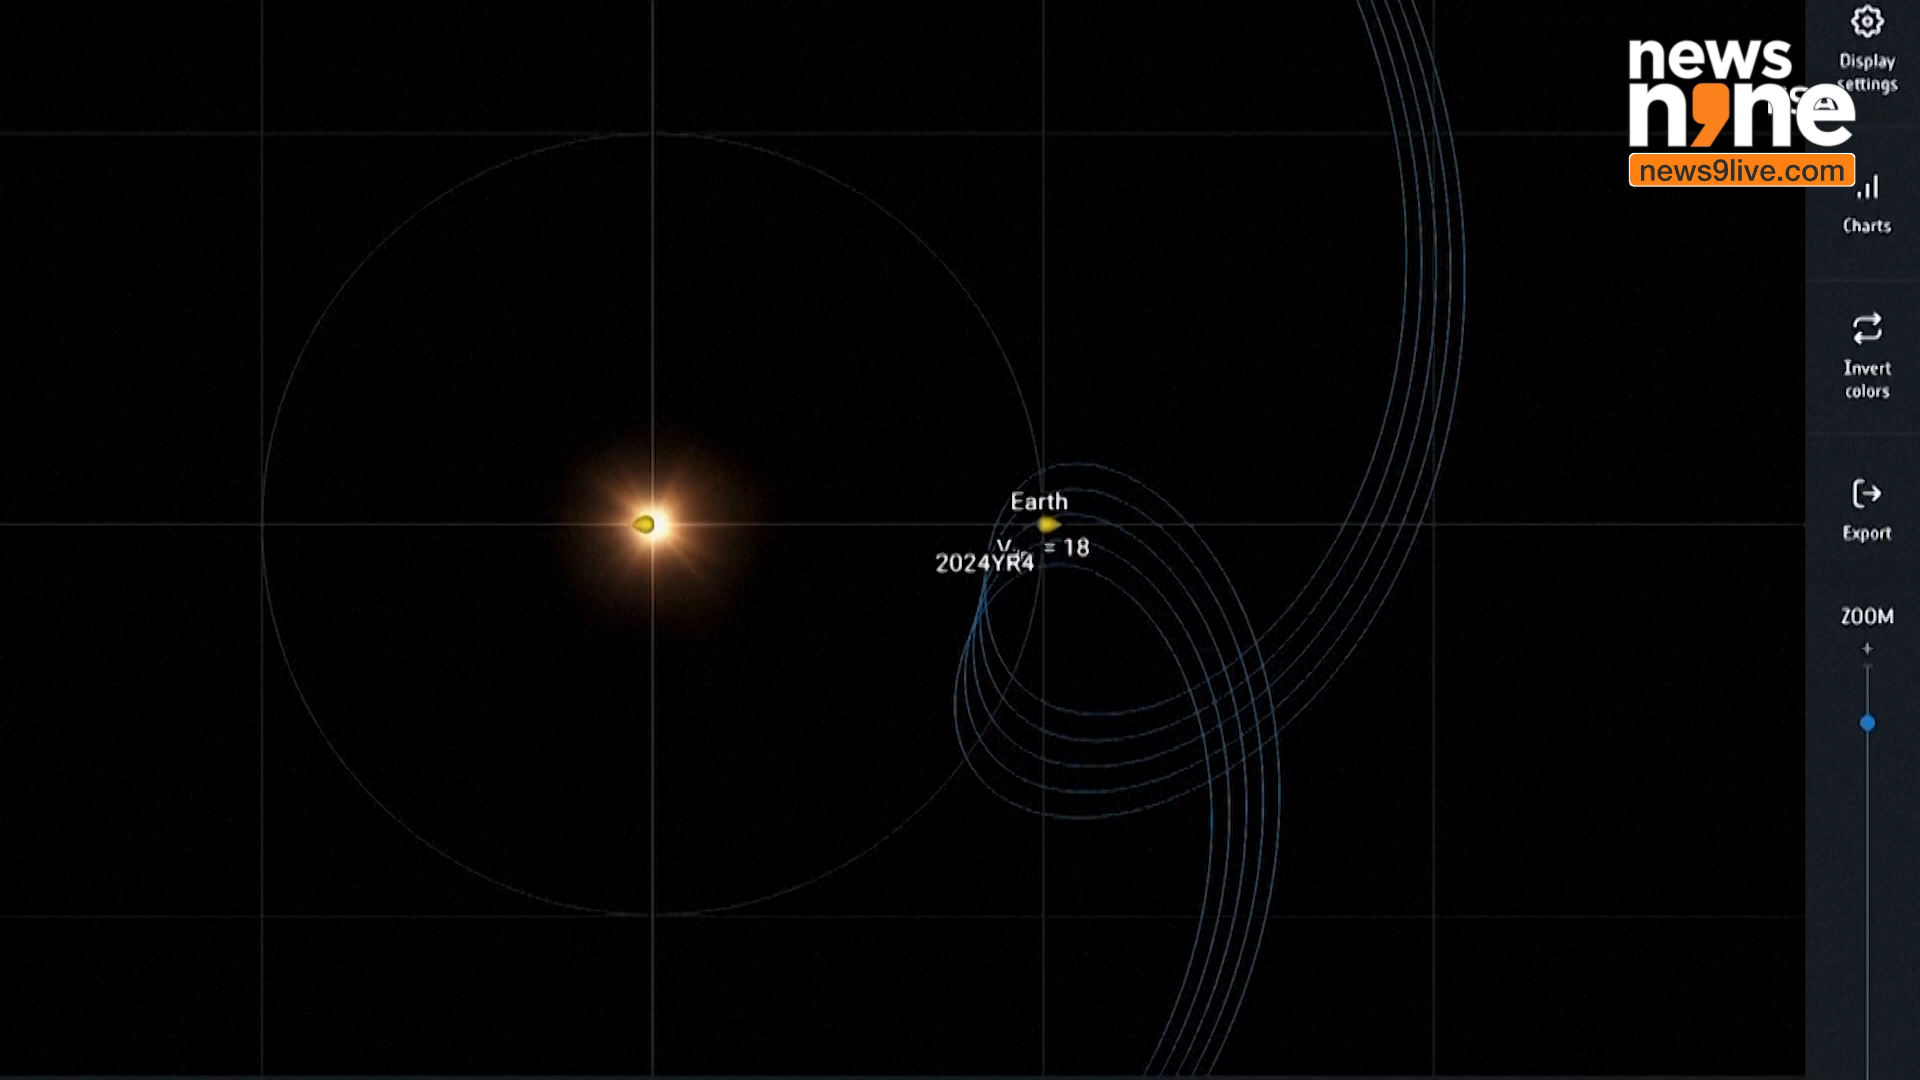 news
nine
news9live.com
Display
settings
Charts
Invert
colors
Export
ZOOM
+
Earth
= 18
2024YR4